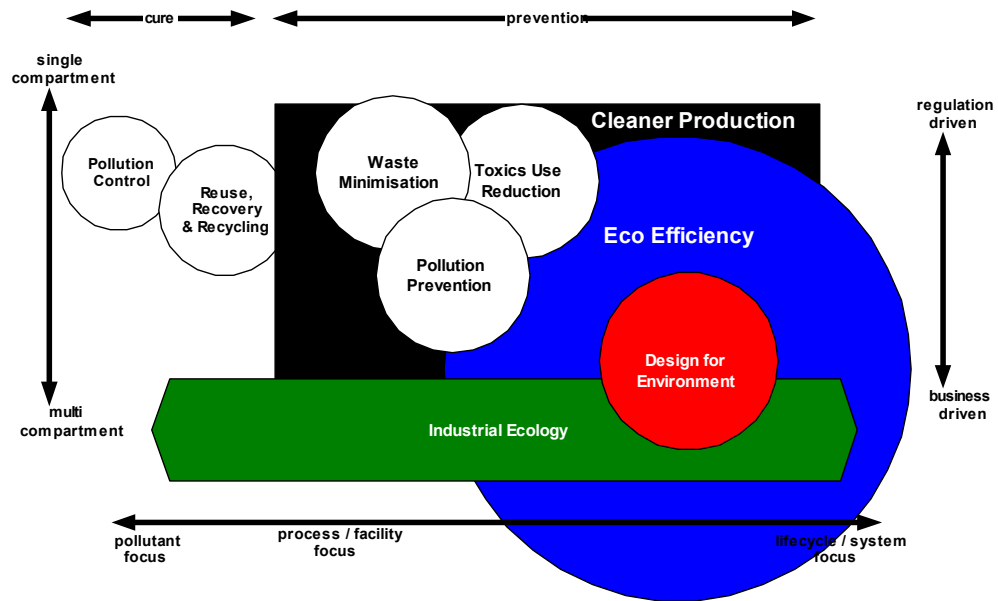 cure
prevention
single
compartment
regulation
driven
Cleaner Production
Pollution
Control
Waste
Minimisation
Toxics Use
Reduction
Reuse,
Recovery
& Recycling
Eco Efficiency
Pollution
Prevention
Design for
Environment
multi
compartment
business
driven
Industrial Ecology
pollutant
focus
process / facility
focus
lifecycle / system
focus